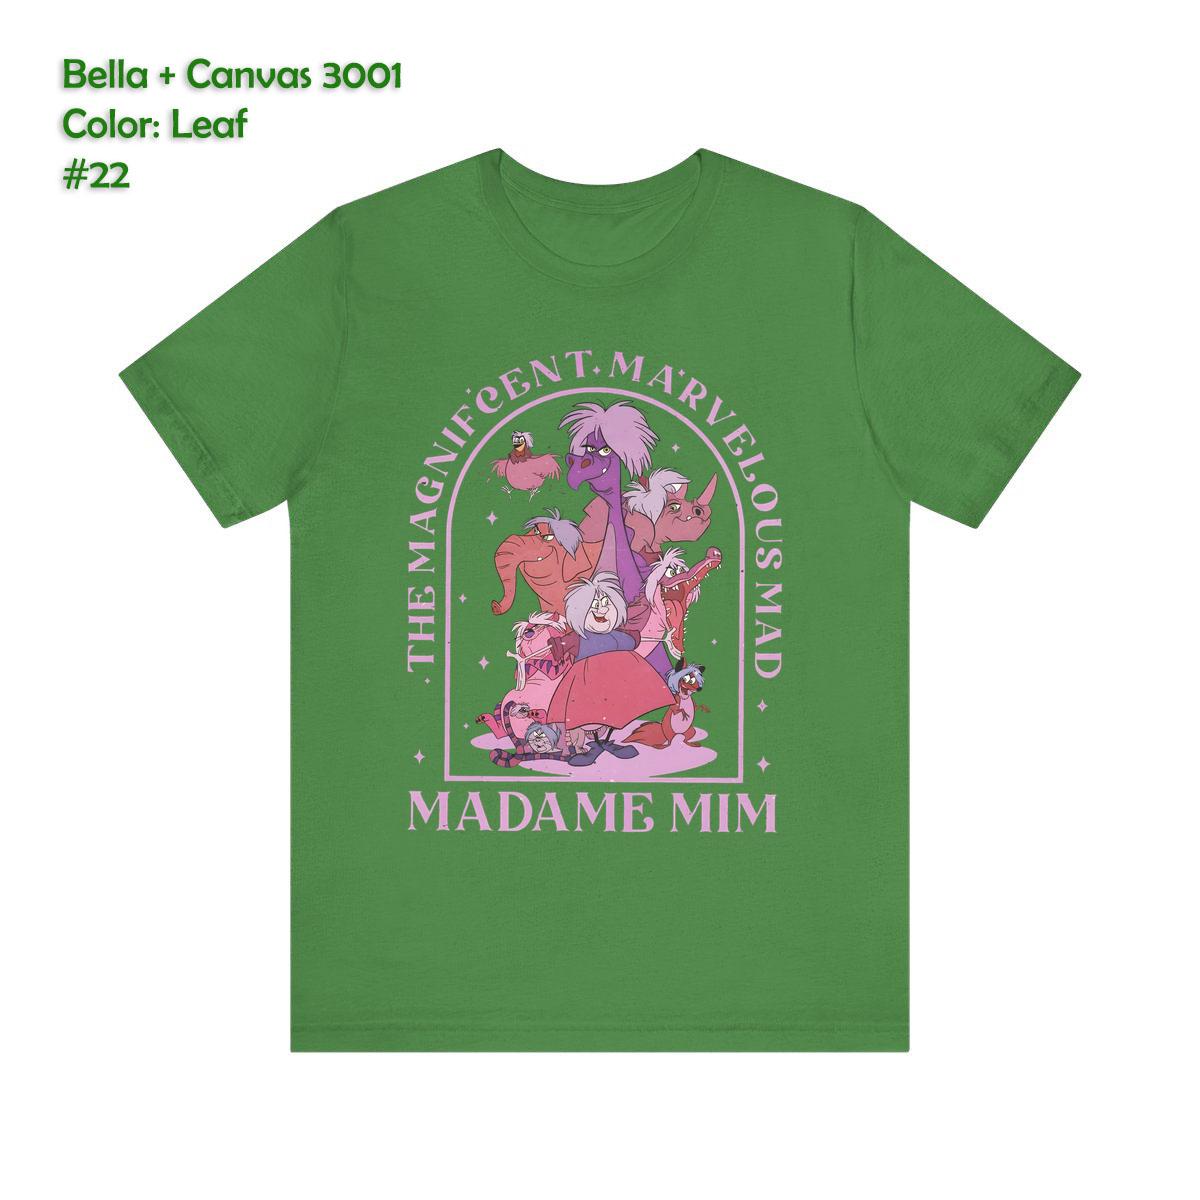 Bella + Canvas 3001
Color: Leaf
#22
THE MAGNIFCENT, MARVELOUS MAD
MADAME MIM